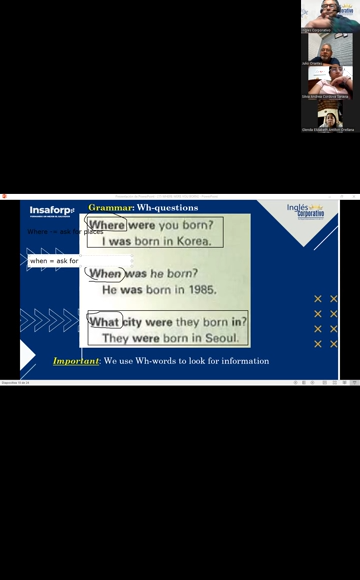 Inglés Corporativo
Insaforp
Grammar: Wh-questions
Inglés
Corporativo
Where = ask for places
Where were you born?
I was born in Korea.
when = ask for
When was he born?
He was born in 1985.
What city were they born in?
They were born in Seoul.
Important: We use Wh-words to look for information